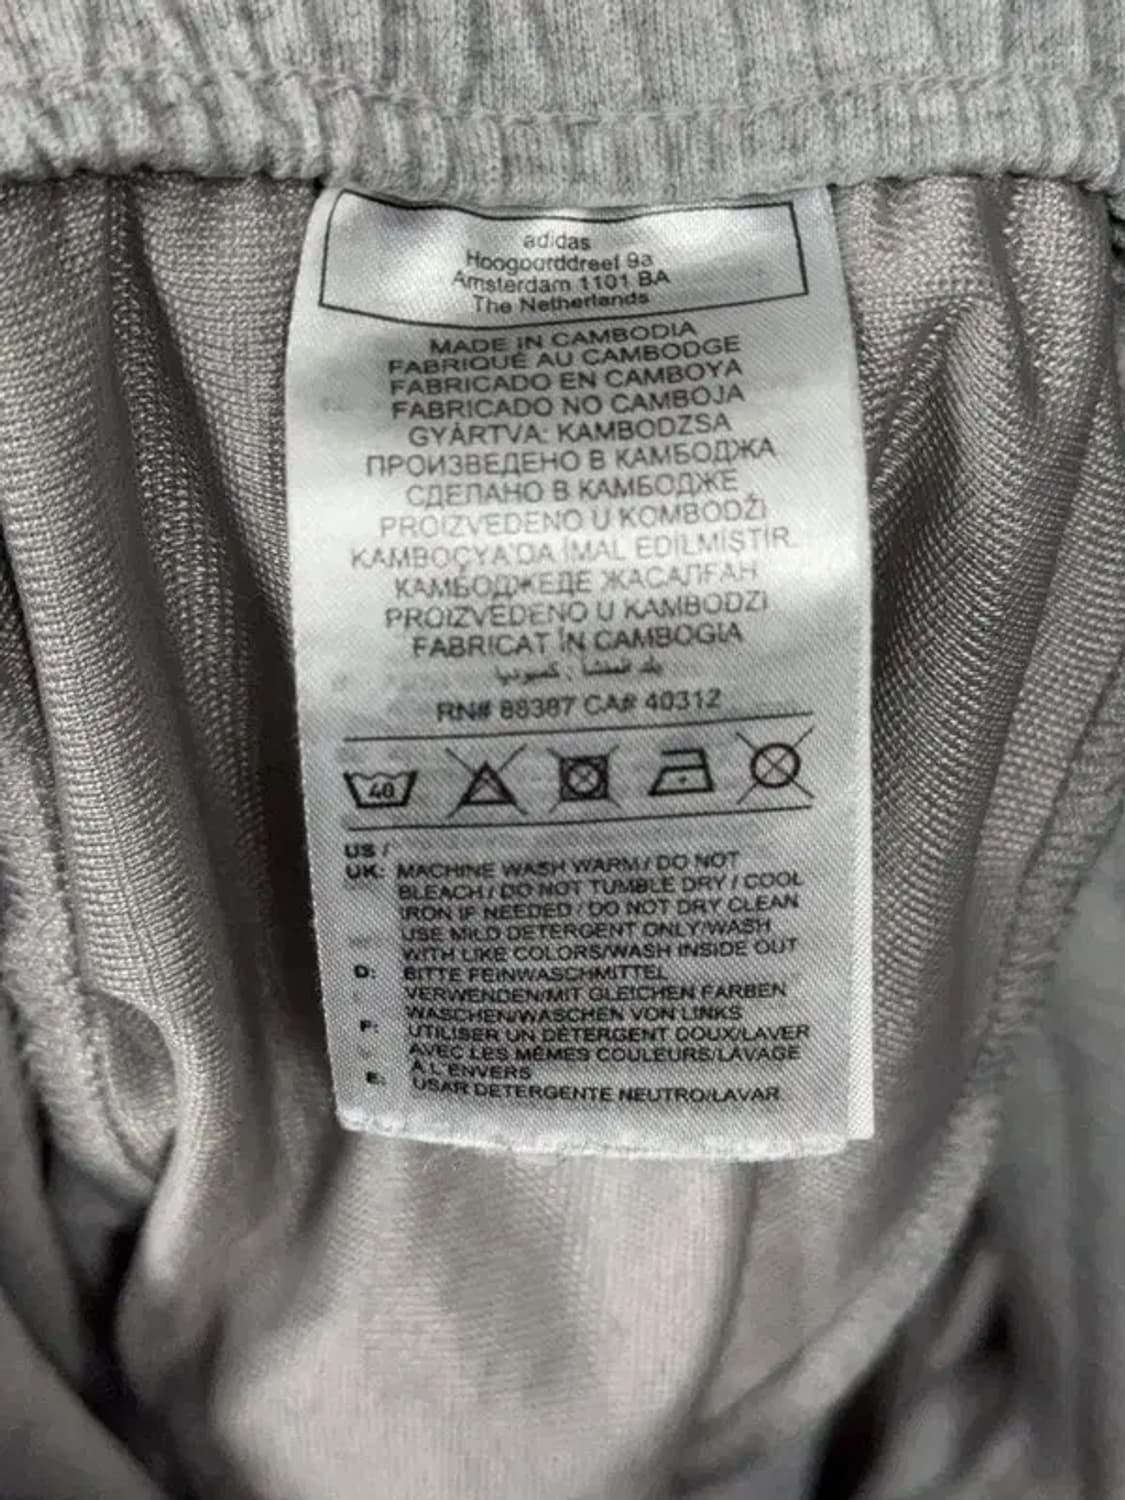 adidas
Hoogoorddreef 9a
Amsterdam 1101 BA
The Netherlands
MADE IN CAMBODIA
FABRIQUÉ AU CAMBODGE
FABRICADO EN CAMBOYA
FABRICADO NO CAMBOJA
GYÁRTVA: KAMBODZSA
ПРОИЗВЕДЕНО В КАМБОДЖА
СДЕЛАНО В КАМБОДЖЕ
PROIZVEDENO U KOMBODŽI
KAMBOÇYA'DA İMAL EDİLMİŞTİR.
КАМБОДЖЕДЕ ЖАСАЛҒАН
PROIZVEDENO U KAMBODŽI
FABRICAT ÎN CAMBOGIA
بلد المنشأ : كمبوديا
RN# 88387 CA# 40312
40
US /
UK: MACHINE WASH WARM / DO NOT
BLEACH / DO NOT TUMBLE DRY / COOL
IRON IF NEEDED / DO NOT DRY CLEAN
USE MILD DETERGENT ONLY/WASH
WITH LIKE COLORS/WASH INSIDE OUT
D: BITTE FEINWASCHMITTEL
VERWENDEN/MIT GLEICHEN FARBEN
WASCHEN/WASCHEN VON LINKS
F: UTILISER UN DÉTERGENT DOUX/LAVER
AVEC LES MÊMES COULEURS/LAVAGE
À L'ENVERS
E: USAR DETERGENTE NEUTRO/LAVAR